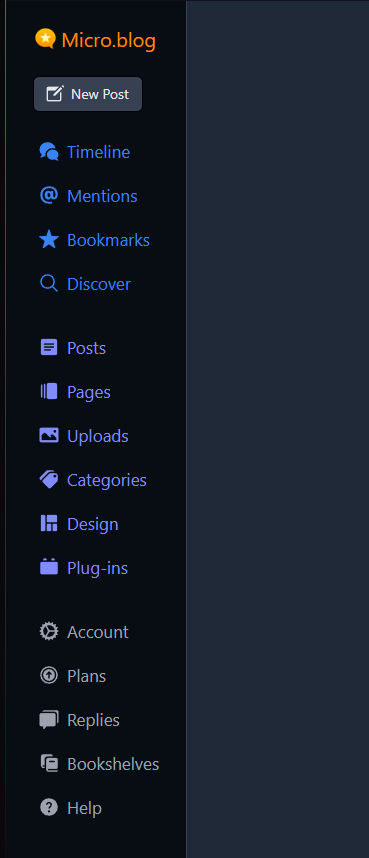 Micro.blog
New Post
Timeline
Mentions
Bookmarks
Discover
Posts
Pages
Uploads
Categories
Design
Plug-ins
Account
Plans
Replies
Bookshelves
Help